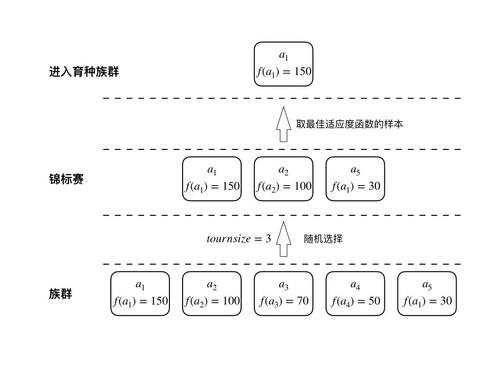 a1
进入育种族群
f(a1) = 150
取最佳适应度函数的样本
a1 a2 a5
锦标赛
f(a1) = 150 f(a2) = 100 f(a1) = 30
tournsize = 3 随机选择
a1 a2 a3 a4 a5
族群
f(a1) = 150 f(a2) = 100 f(a3) = 70 f(a4) = 50 f(a1) = 30